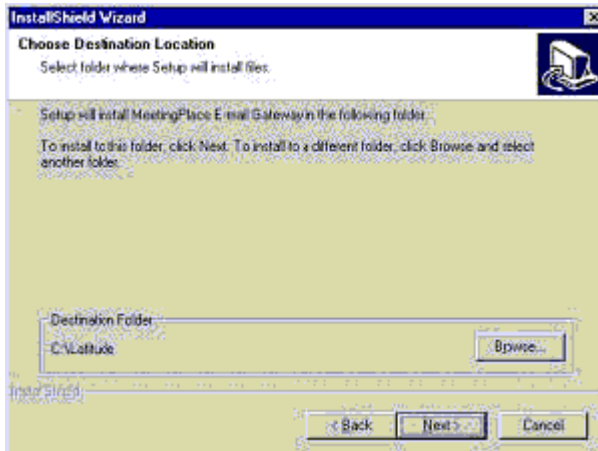 InstallShield Wizard
Choose Destination Location
Select folder where Setup will install files.
Setup will install MeetingPlace E-mail Gateway in the following folder.
To install to this folder, click Next. To install to a different folder, click Browse and select
another folder.
Destination Folder
C:\Latitude
Browse...
InstallShield
< Back
Next >
Cancel